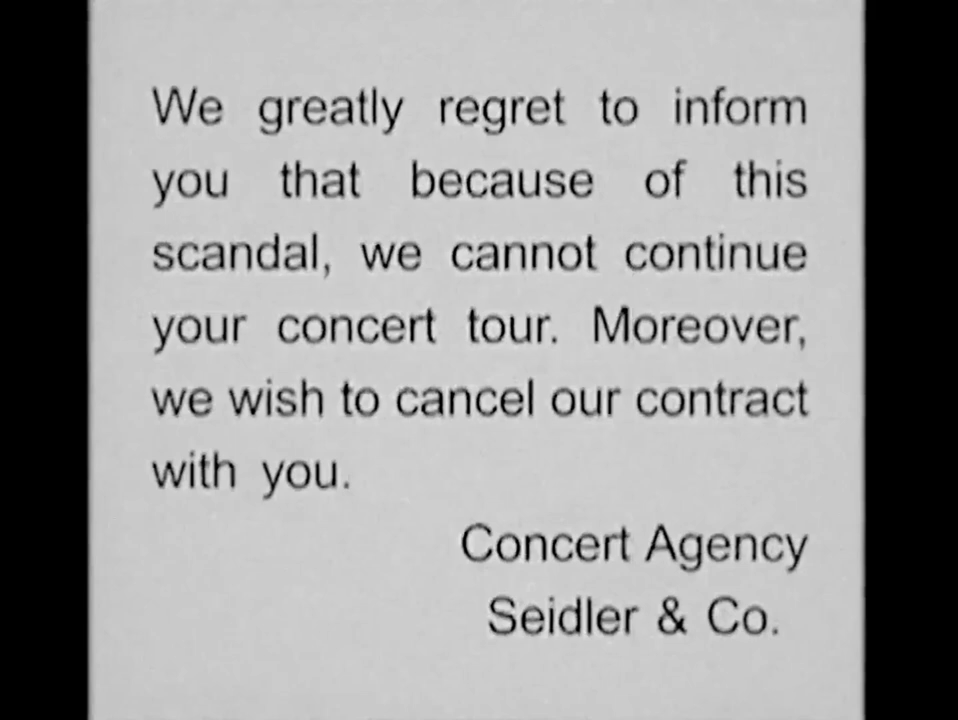 We greatly regret to inform
you that because of this
scandal, we cannot continue
your concert tour. Moreover,
we wish to cancel our contract
with you.
Concert Agency
Seidler & Co.